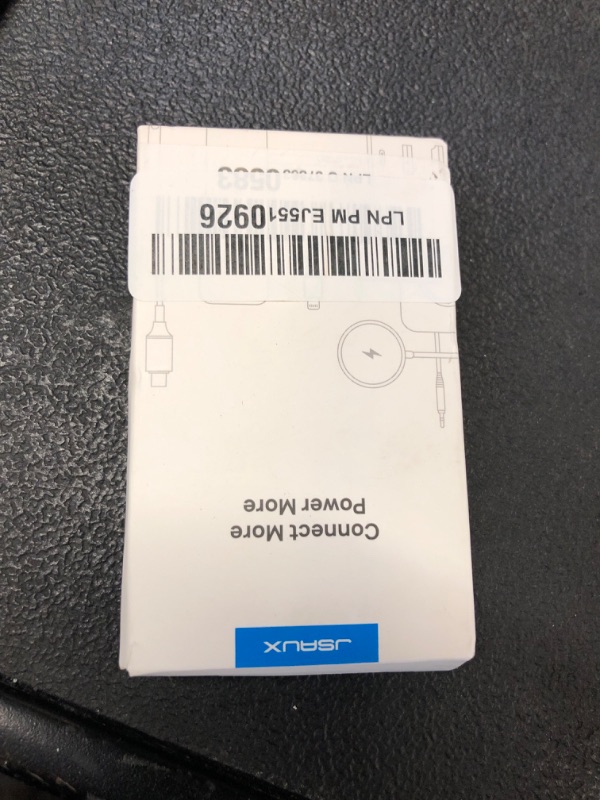 JSAUX
Connect More
Power More
LPN PM EJ5510926